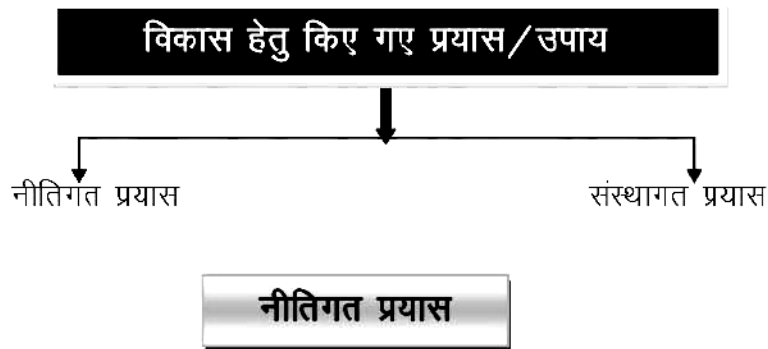 विकास हेतु किए गए प्रयास/उपाय
नीतिगत प्रयास संस्थागत प्रयास
नीतिगत प्रयास